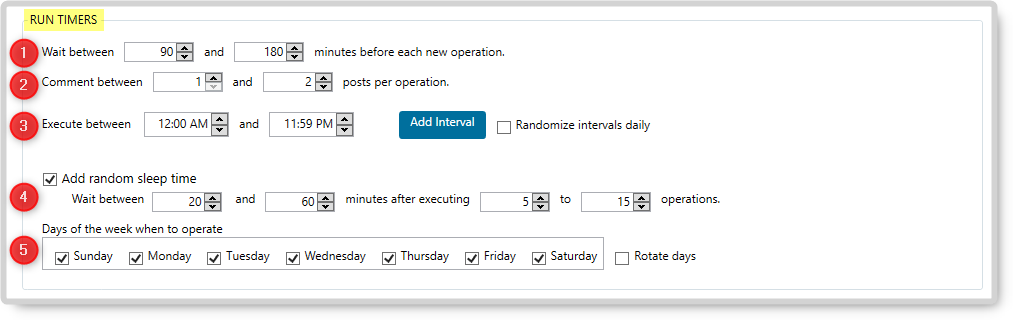 RUN TIMERS
1 Wait between 90 and 180 minutes before each new operation.
2 Comment between 1 and 2 posts per operation.
3 Execute between 12:00 AM and 11:59 PM Add Interval Randomize intervals daily
Add random sleep time
4 Wait between 20 and 60 minutes after executing 5 to 15 operations.
Days of the week when to operate
5 Sunday Monday Tuesday Wednesday Thursday Friday Saturday Rotate days